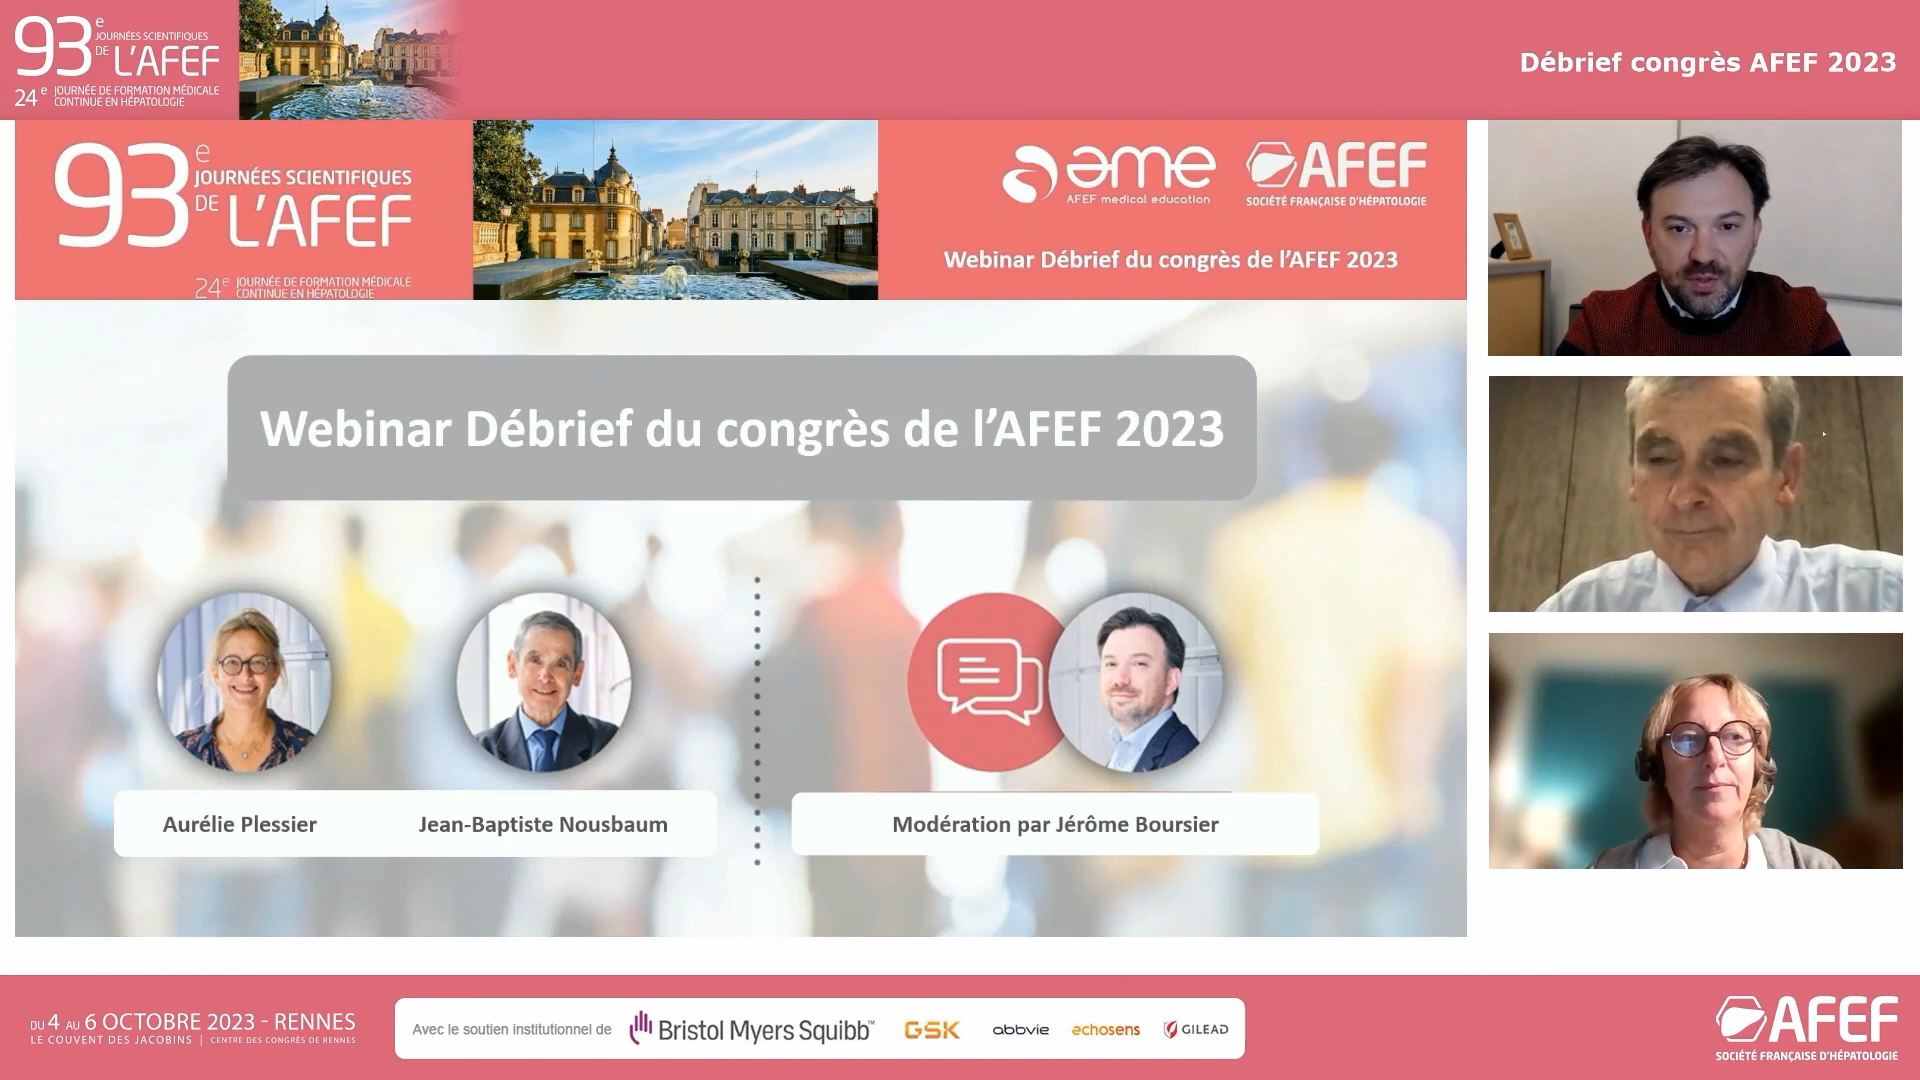 93e JOURNÉES SCIENTIFIQUES
DE L'AFEF
24e JOURNÉE DE FORMATION MÉDICALE
CONTINUE EN HÉPATOLOGIE
Débrief congrès AFEF 2023
93e JOURNÉES SCIENTIFIQUES
DE L'AFEF
24e JOURNÉE DE FORMATION MÉDICALE
CONTINUE EN HÉPATOLOGIE
əme
AFEF medical education
AFEF
SOCIÉTÉ FRANÇAISE D'HÉPATOLOGIE
Webinar Débrief du congrès de l'AFEF 2023
Webinar Débrief du congrès de l'AFEF 2023
Aurélie Plessier
Jean-Baptiste Nousbaum
Modération par Jérôme Boursier
DU 4 AU 6 OCTOBRE 2023 - RENNES
LE COUVENT DES JACOBINS | CENTRE DES CONGRÈS DE RENNES
Avec le soutien institutionnel de Bristol Myers Squibb™ GSK abbvie echosens GILEAD
AFEF
SOCIÉTÉ FRANÇAISE D'HÉPATOLOGIE